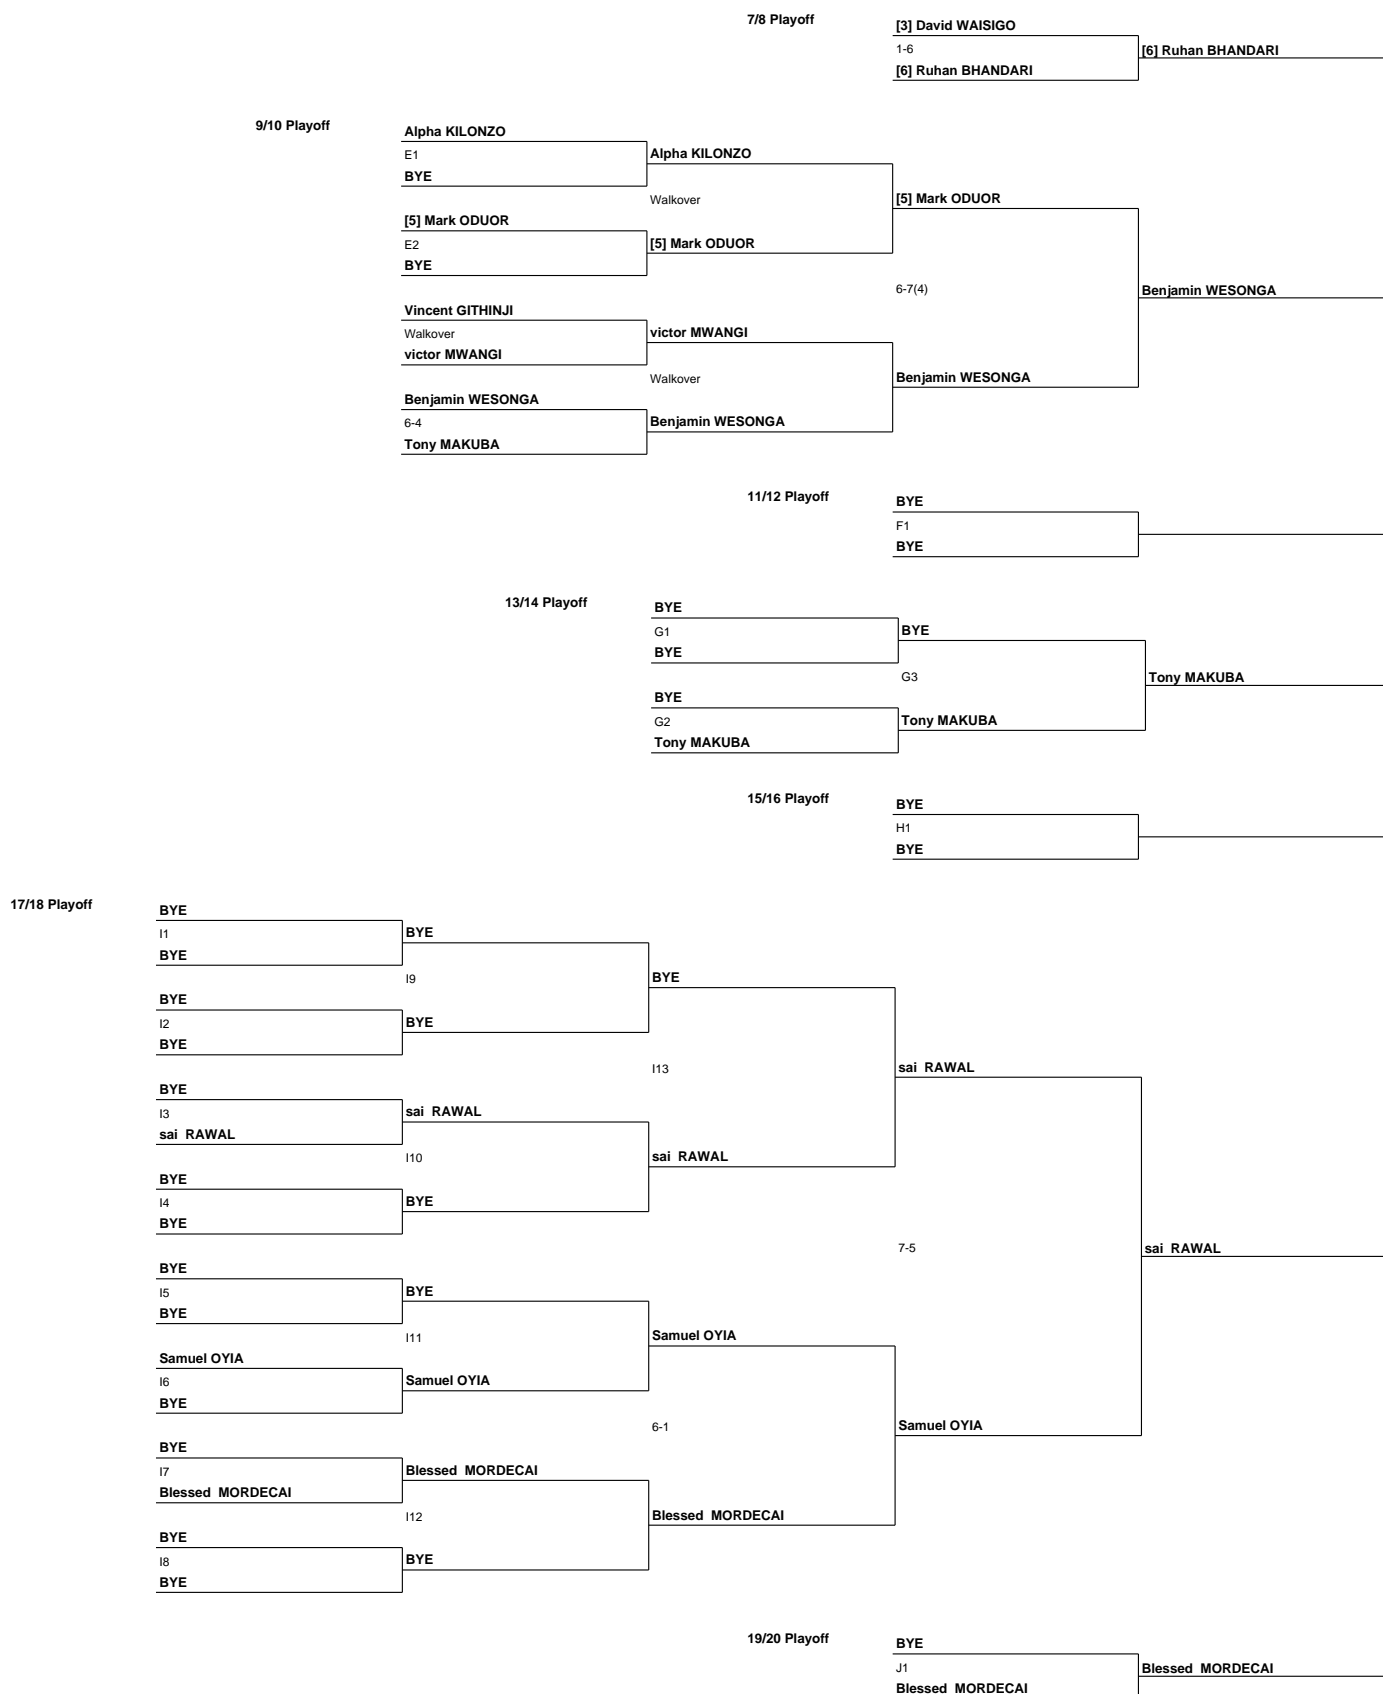 7/8 Playoff
[3] David WAISIGO
1-6
[6] Ruhan BHANDARI
[6] Ruhan BHANDARI
9/10 Playoff
Alpha KILONZO
E1
Alpha KILONZO
BYE
Walkover
[5] Mark ODUOR
[5] Mark ODUOR
E2
[5] Mark ODUOR
BYE
6-7(4)
Benjamin WESONGA
Vincent GITHINJI
Walkover
victor MWANGI
victor MWANGI
Walkover
Benjamin WESONGA
Benjamin WESONGA
6-4
Benjamin WESONGA
Tony MAKUBA
11/12 Playoff
BYE
F1
BYE
13/14 Playoff
BYE
G1
BYE
BYE
G3
Tony MAKUBA
BYE
G2
Tony MAKUBA
Tony MAKUBA
15/16 Playoff
BYE
H1
BYE
17/18 Playoff
BYE
I1
BYE
BYE
I9
BYE
BYE
I2
BYE
BYE
I13
sai RAWAL
BYE
I3
sai RAWAL
sai RAWAL
I10
sai RAWAL
BYE
I4
BYE
BYE
7-5
sai RAWAL
BYE
I5
BYE
BYE
I11
Samuel OYIA
Samuel OYIA
I6
Samuel OYIA
BYE
6-1
Samuel OYIA
BYE
I7
Blessed MORDECAI
Blessed MORDECAI
I12
Blessed MORDECAI
BYE
I8
BYE
BYE
19/20 Playoff
BYE
J1
Blessed MORDECAI
Blessed MORDECAI